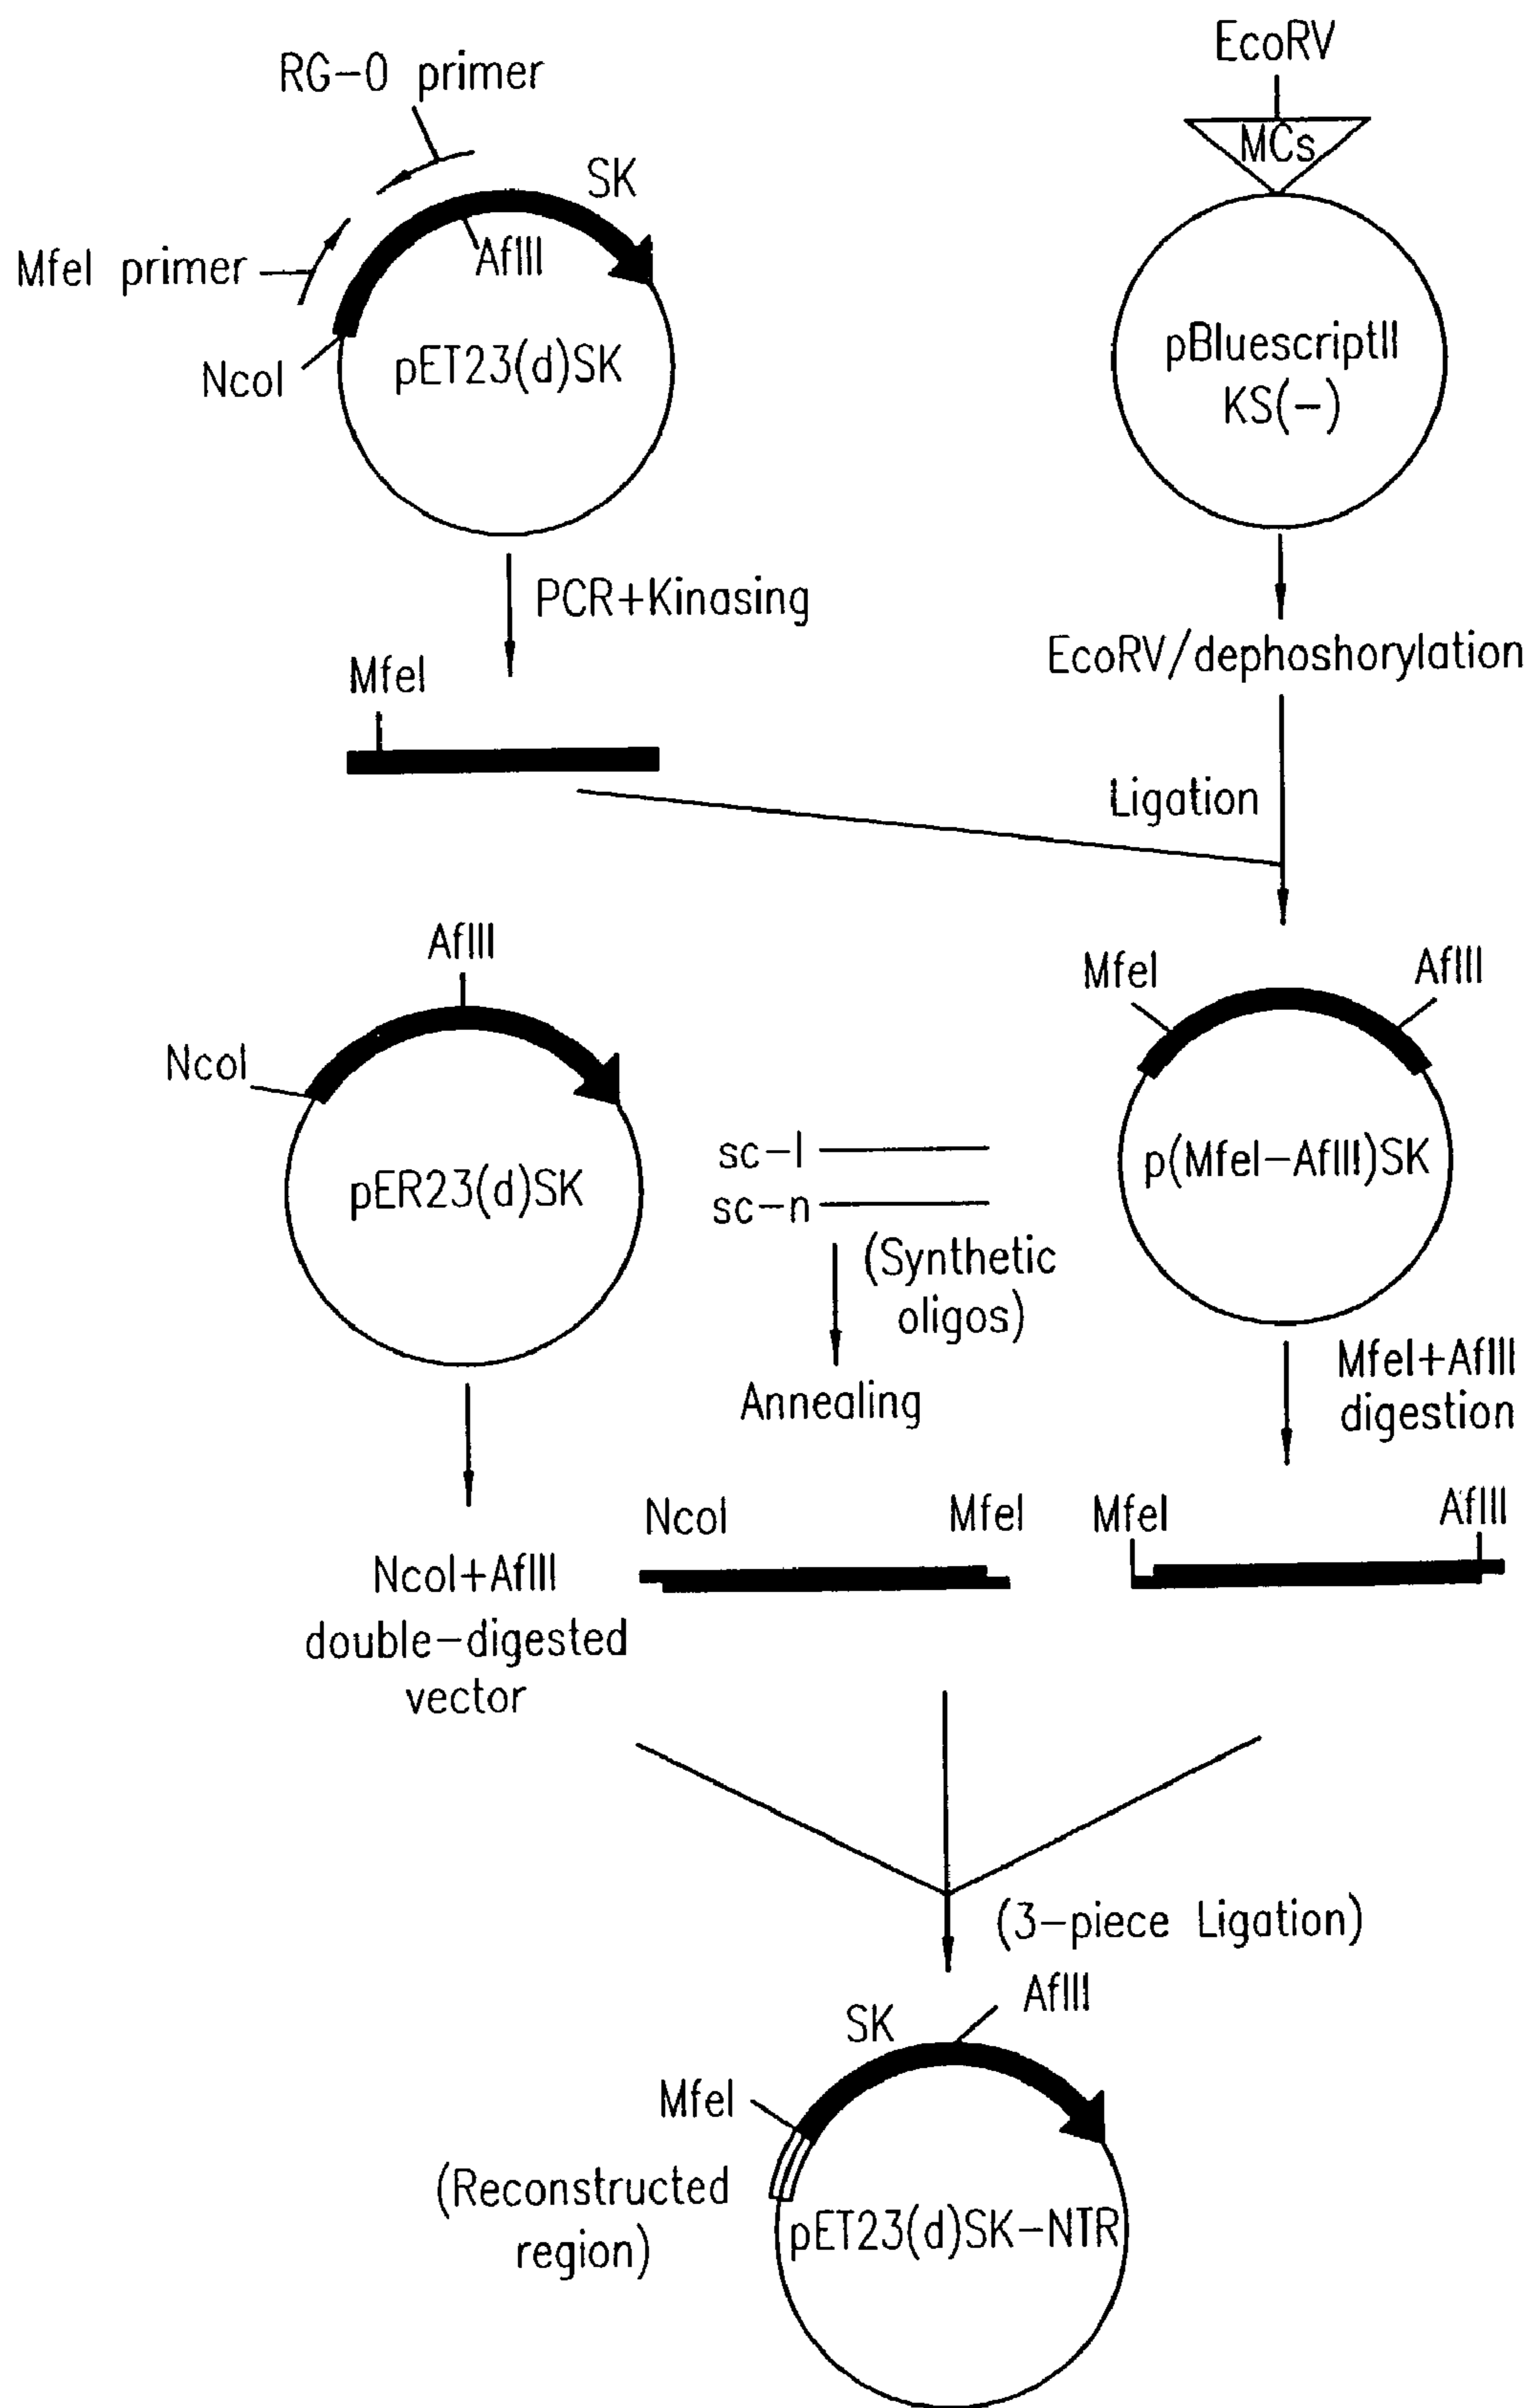 EcoRV
RG-0 primer
MCs
SK
AflII
MfeI primer
pBluescriptII
KS(-)
pET23(d)SK
NcoI
PCR+Kinasing
EcoRV/dephoshorylation
MfeI
Ligation
AflII
MfeI
AflII
NcoI
sc-l
p(MfeI-AflII)SK
pER23(d)SK
sc-n
(Synthetic
oligos)
MfeI+AflII
digestion
Annealing
NcoI
MfeI
MfeI
AflII
NcoI+AflII
double-digested
vector
(3-piece Ligation)
AflII
SK
MfeI
(Reconstructed
region)
pET23(d)SK-NTR